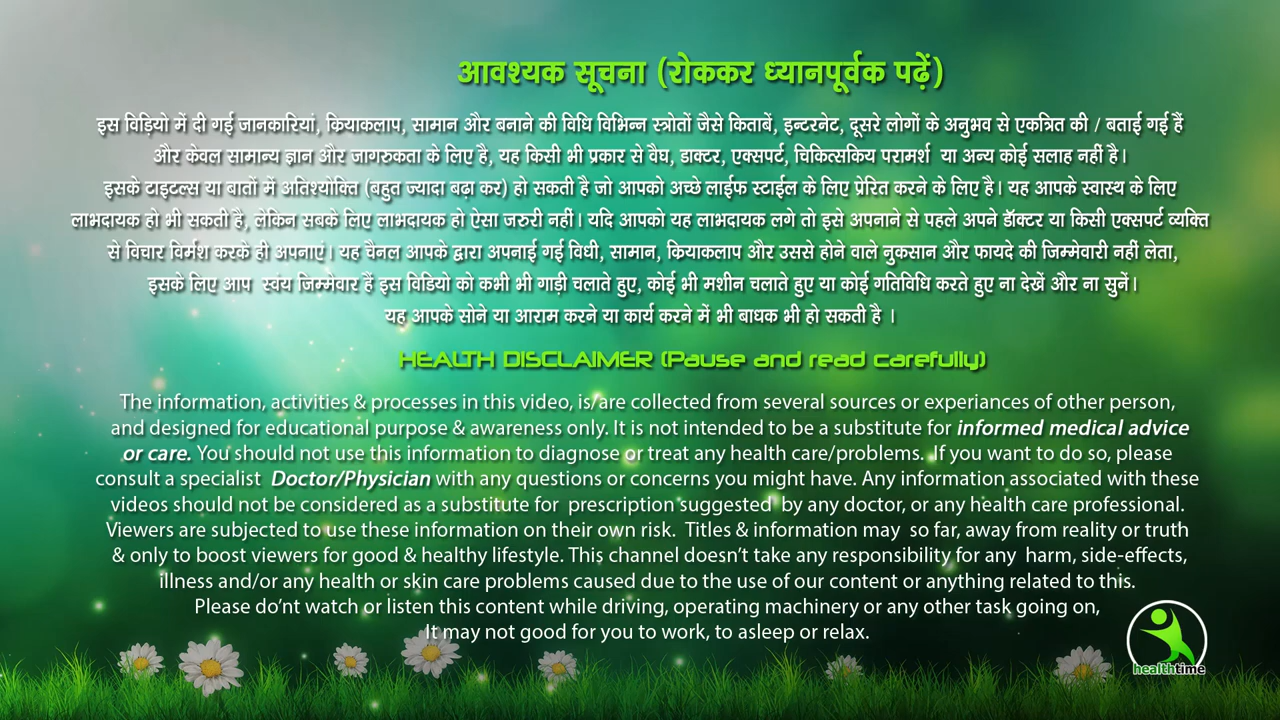 आवश्यक सूचना (रोककर ध्यानपूर्वक पढ़ें)
इस विड़ियो में दी गई जानकारियां, कियाकलाप, सामान और बनाने की विधि विभिन्न स्त्रोतों जैसे किताबें, इन्टरनेट, दूसरे लोगों के अनुभव से एकत्रित की / बताई गई हैं
और केवल सामान्य ज्ञान और जागरुकता के लिए है, यह किसी भी प्रकार से वैघ, डाक्टर, एक्सपर्ट, चिकित्सकिय परामर्श या अन्य कोई सलाह नहीं है।
इसके टाइटल्स या बातों में अतिश्योक्ति (बहुत ज्यादा बढ़ा कर) हो सकती है जो आपको अच्छे लाईफ स्टाईल के लिए प्रेरित करने के लिए है। यह आपके स्वास्थ के लिए
लाभदायक हो भी सकती है, लेकिन सबके लिए लाभदायक हो ऐसा जरुरी नहीं। यदि आपको यह लाभदायक लगे तो इसे अपनाने से पहले अपने डॉक्टर या किसी एक्सपर्ट व्यक्ति
से विचार विर्मश करके ही अपनाएं। यह चैनल आपके द्वारा अपनाई गई विधी, सामान, कियाकलाप और उससे होने वाले नुकसान और फायदे की जिम्मेवारी नहीं लेता,
इसके लिए आप स्वंय जिम्मेवार हैं इस विडियो को कभी भी गाड़ी चलाते हुए, कोई भी मशीन चलाते हुए या कोई गतिविधि करते हुए ना देखें और ना सुनें।
यह आपके सोने या आराम करने या कार्य करने में भी बाधक भी हो सकती है ।
HEALTH DISCLAIMER (Pause and read carefully)
The information, activities & processes in this video, is/are collected from several sources or experiances of other person,
and designed for educational purpose & awareness only. It is not intended to be a substitute for informed medical advice
or care. You should not use this information to diagnose or treat any health care/problems. If you want to do so, please
consult a specialist Doctor/Physician with any questions or concerns you might have. Any information associated with these
videos should not be considered as a substitute for prescription suggested by any doctor, or any health care professional.
Viewers are subjected to use these information on their own risk. Titles & information may so far, away from reality or truth
& only to boost viewers for good & healthy lifestyle. This channel doesn't take any responsibility for any harm, side-effects,
illness and/or any health or skin care problems caused due to the use of our content or anything related to this.
Please do'nt watch or listen this content while driving, operating machinery or any other task going on,
It may not good for you to work, to asleep or relax.
healthtime